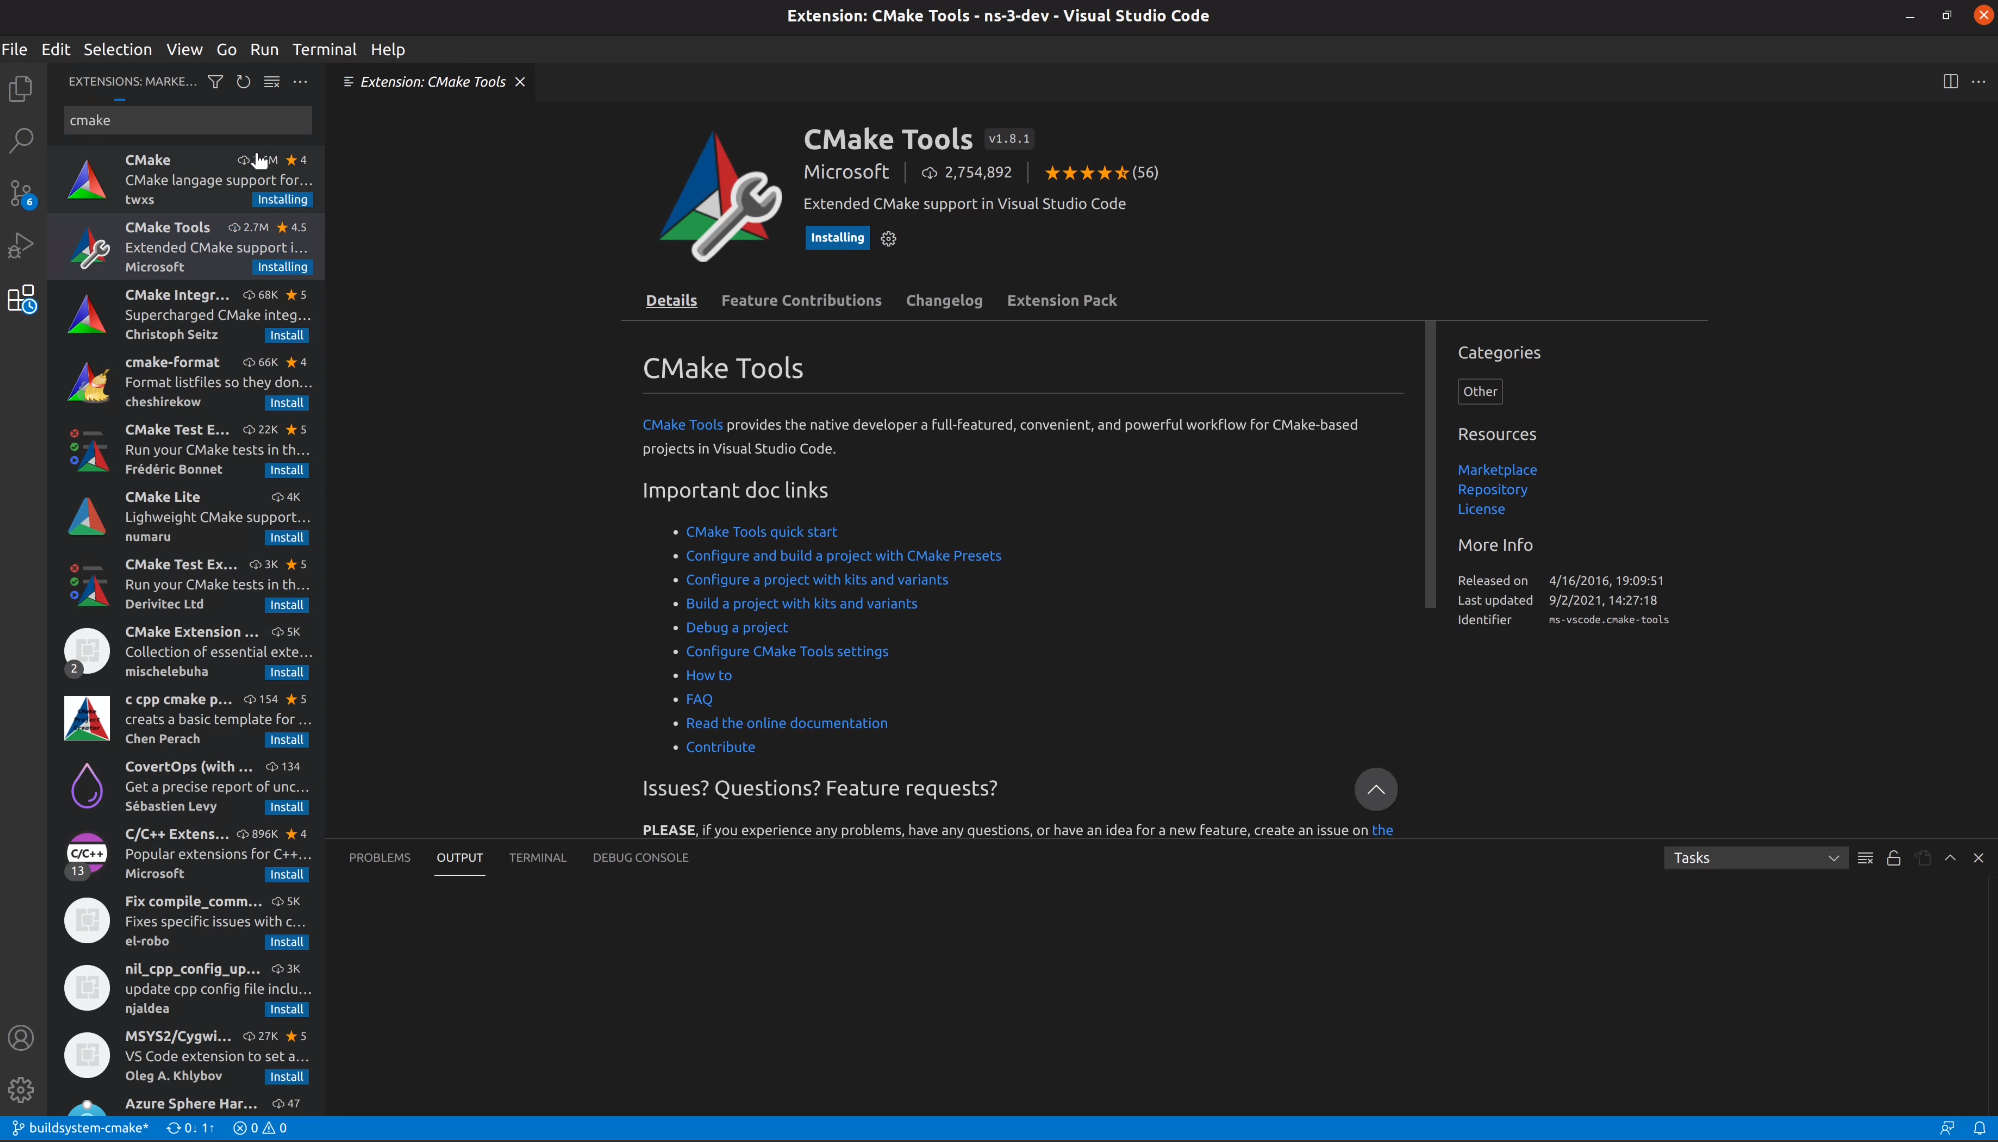 Extension: CMake Tools - ns-3-dev - Visual Studio Code
File Edit Selection View Go Run Terminal Help
EXTENSIONS: MARKE...
cmake
CMake 4
CMake langage support for...
twxs Installing
CMake Tools 2.7M 4.5
Extended CMake support i...
Microsoft Installing
CMake Integr... 68K 5
Supercharged CMake integ...
Christoph Seitz Install
cmake-format 66K 4
Format listfiles so they don...
cheshirekow Install
CMake Test E... 22K 5
Run your CMake tests in th...
Frédéric Bonnet Install
CMake Lite 4K
Lighweight CMake support...
numaru Install
CMake Test Ex... 3K 5
Run your CMake tests in th...
Derivitec Ltd Install
CMake Extension ... 5K
Collection of essential exte...
2
mischelebuha Install
c cpp cmake p... 154 5
creats a basic template for ...
Chen Perach Install
CovertOps (with ... 134
Get a precise report of unc...
Sébastien Levy Install
C/C++ Extens... 896K 4
C/C++
Popular extensions for C++...
13
Microsoft Install
Fix compile_comm... 5K
Fixes specific issues with c...
el-robo Install
nil_cpp_config_up... 3K
update cpp config file inclu...
njaldea Install
MSYS2/Cygwi... 27K 5
VS Code extension to set a...
Oleg A. Khlybov Install
Azure Sphere Har... 47
6
Extension: CMake Tools
CMake Tools v1.8.1
Microsoft 2,754,892 (56)
Extended CMake support in Visual Studio Code
Installing
Details Feature Contributions Changelog Extension Pack
CMake Tools
CMake Tools provides the native developer a full-featured, convenient, and powerful workflow for CMake-based
projects in Visual Studio Code.
Important doc links
• CMake Tools quick start
• Configure and build a project with CMake Presets
• Configure a project with kits and variants
• Build a project with kits and variants
• Debug a project
• Configure CMake Tools settings
• How to
• FAQ
• Read the online documentation
• Contribute
Issues? Questions? Feature requests?
PLEASE, if you experience any problems, have any questions, or have an idea for a new feature, create an issue on the
Categories
Other
Resources
Marketplace
Repository
License
More Info
Released on 4/16/2016, 19:09:51
Last updated 9/2/2021, 14:27:18
Identifier ms-vscode.cmake-tools
PROBLEMS OUTPUT TERMINAL DEBUG CONSOLE
Tasks
buildsystem-cmake* 0↓ 1↑ 0 0